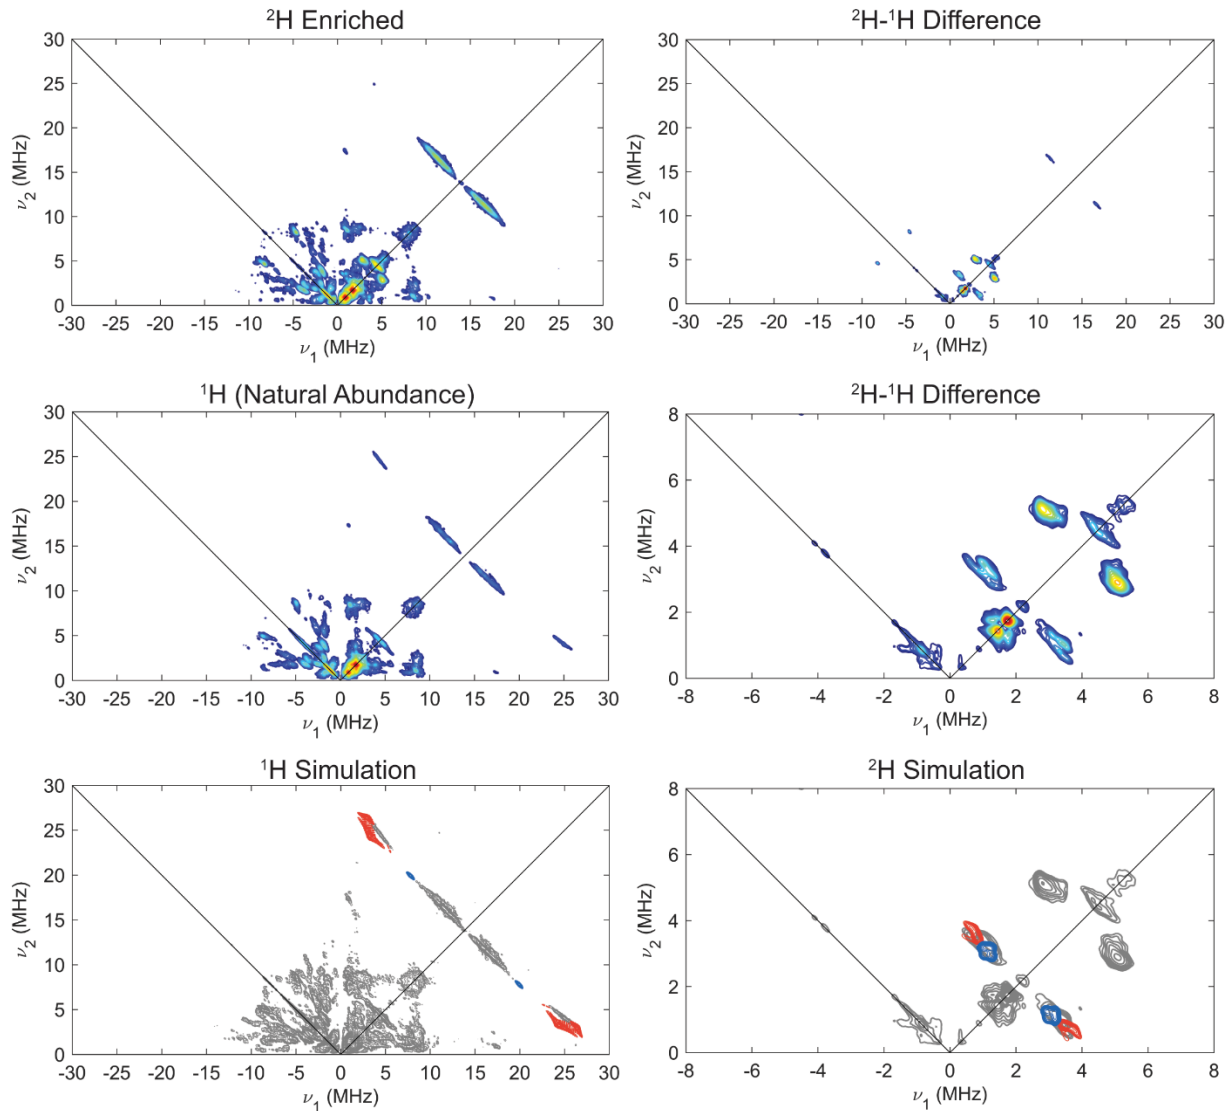 ²H Enriched
30
25
20
15
10
5
0
ν₂ (MHz)
-30 -25 -20 -15 -10 -5 0 5 10 15 20 25 30
ν₁ (MHz)
²H-¹H Difference
30
25
20
15
10
5
0
ν₂ (MHz)
-30 -25 -20 -15 -10 -5 0 5 10 15 20 25 30
ν₁ (MHz)
¹H (Natural Abundance)
30
25
20
15
10
5
0
ν₂ (MHz)
-30 -25 -20 -15 -10 -5 0 5 10 15 20 25 30
ν₁ (MHz)
²H-¹H Difference
8
6
4
2
0
ν₂ (MHz)
-8 -6 -4 -2 0 2 4 6 8
ν₁ (MHz)
¹H Simulation
30
25
20
15
10
5
0
ν₂ (MHz)
-30 -25 -20 -15 -10 -5 0 5 10 15 20 25 30
ν₁ (MHz)
²H Simulation
8
6
4
2
0
ν₂ (MHz)
-8 -6 -4 -2 0 2 4 6 8
ν₁ (MHz)